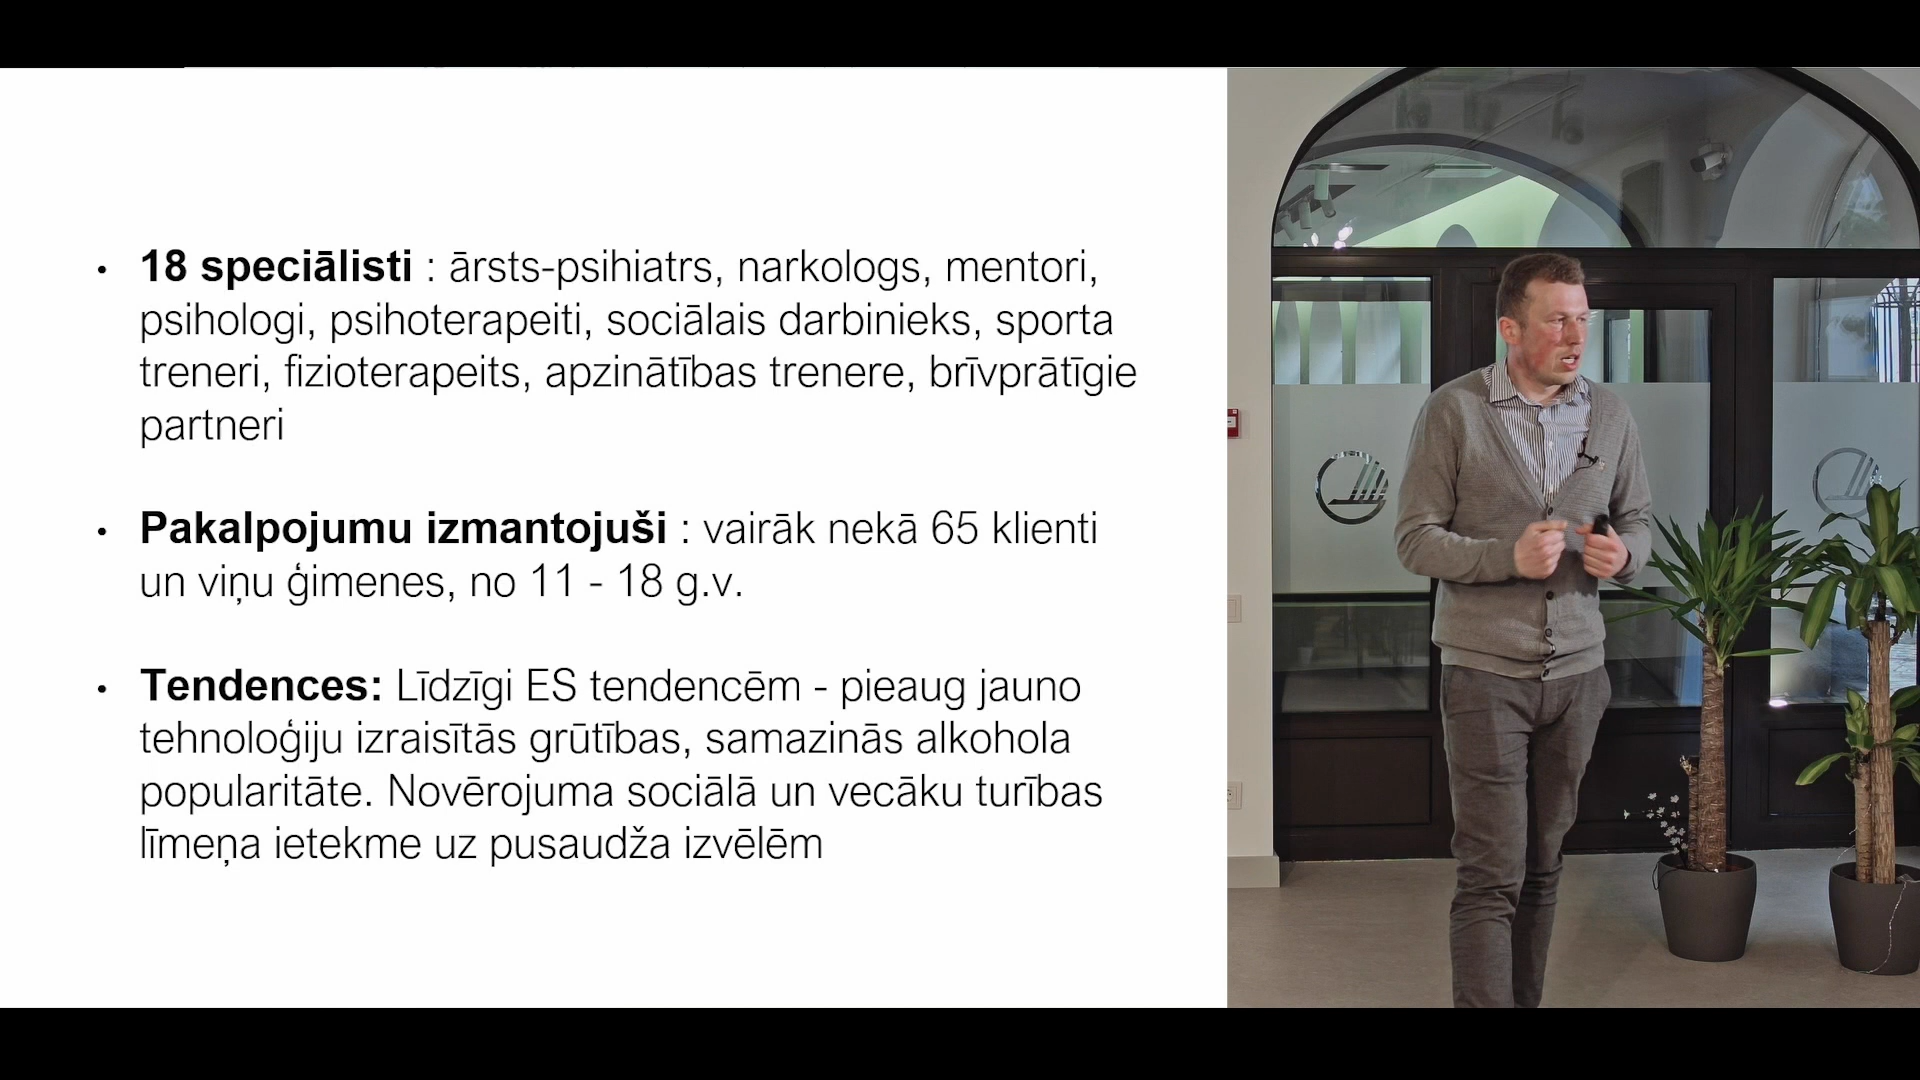 • 18 speciālisti : ārsts-psihiatrs, narkologs, mentori,
psihologi, psihoterapeiti, sociālais darbinieks, sporta
treneri, fizioterapeits, apzinātības trenere, brīvprātīgie
partneri
• Pakalpojumu izmantojuši : vairāk nekā 65 klienti
un viņu ģimenes, no 11 - 18 g.v.
• Tendences: Līdzīgi ES tendencēm - pieaug jauno
tehnoloģiju izraisītās grūtības, samazinās alkohola
popularitāte. Novērojuma sociālā un vecāku turības
līmeņa ietekme uz pusaudža izvēlēm